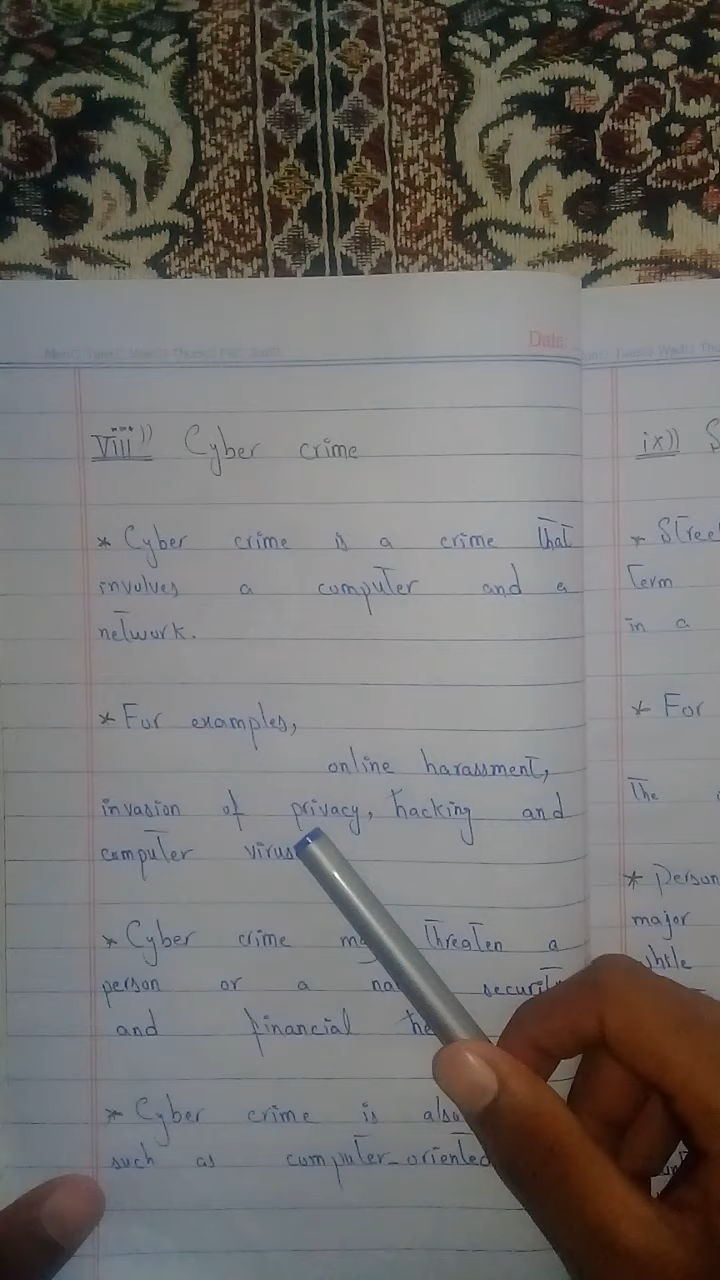 Date:
viii)) Cyber crime
* Cyber crime is a crime that
involves a computer and a
network.
* For examples,
online harassment,
invasion of privacy, hacking and
computer virus
* Cyber crime threaten a
person or a security
and financial
* Cyber crime is also
such as computer-oriented
ix)) S
* Street
Term
in a
* For
The
* Person
major
while